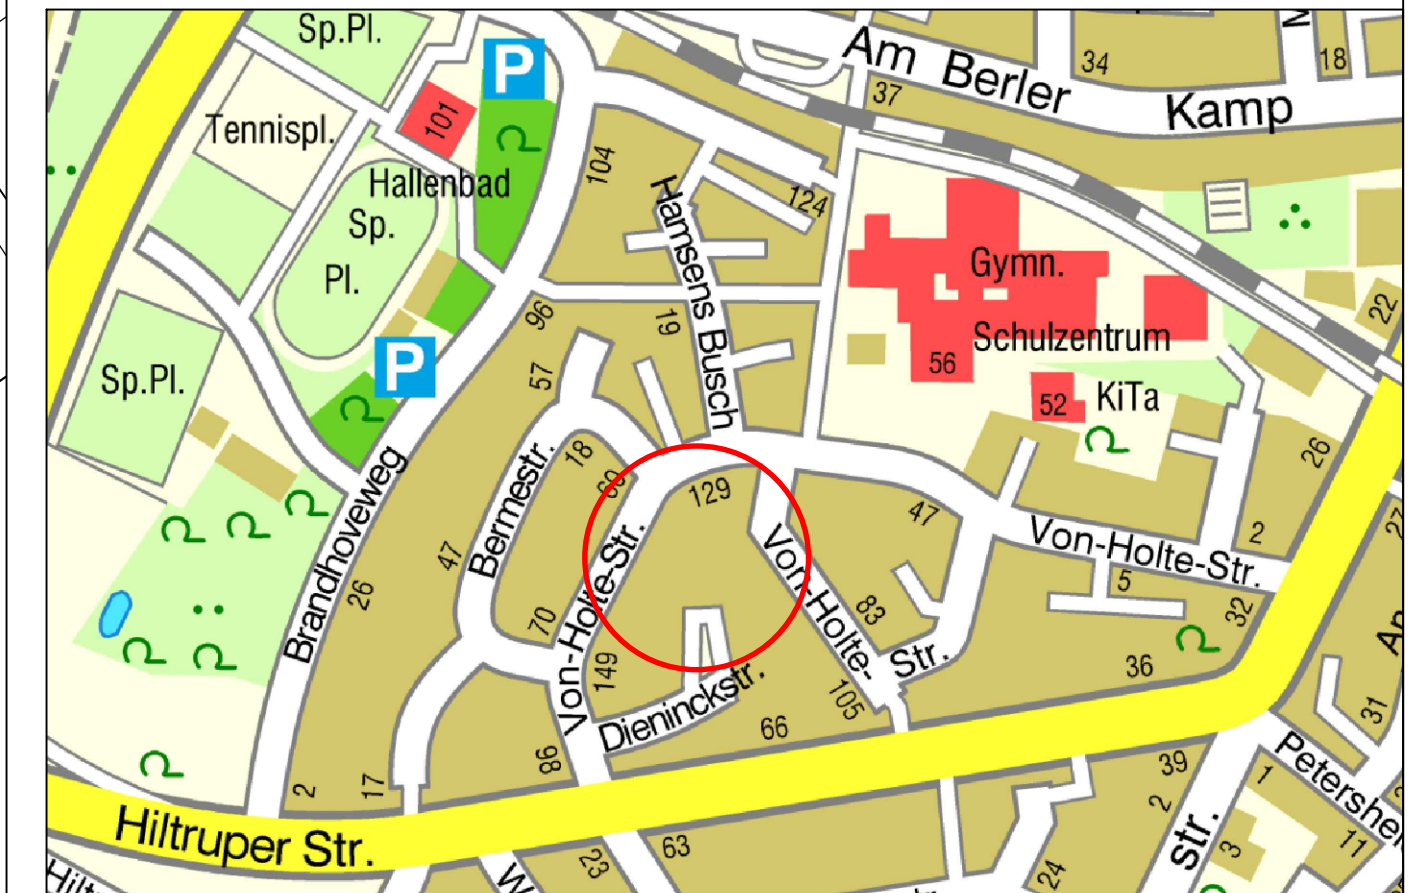 Sp.Pl.
P
Am Berler
Kamp
34
18
37
Tennispl.
101
Hallenbad
104
124
Sp.
Pl.
Hamsens Busch
Gymn.
Schulzentrum
56
52
KiTa
22
96
19
57
P
Sp.Pl.
26
18
69
129
47
Bermestr.
Brandhoveweg
26
47
70
Von-Holte-Str.
Von-Holte-
Str.
83
105
Von-Holte-Str.
2
5
32
36
27
149
Dieninckstr.
66
86
2
17
31
Hiltruper Str.
63
23
39
2
1
3
11
24
str.